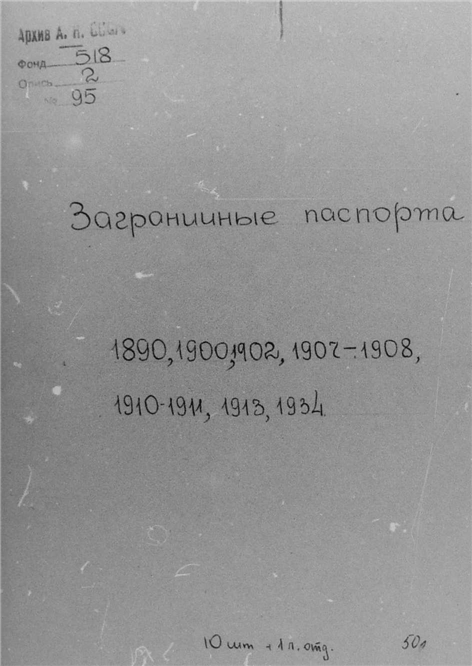 Архив А. Н. СССР
Фонд 518
Опись 2
№ 95
Заграничные паспорта
1890, 1900, 1902, 1907-1908,
1910-1911, 1913, 1934
10 шт + 1 л. отд. 50л